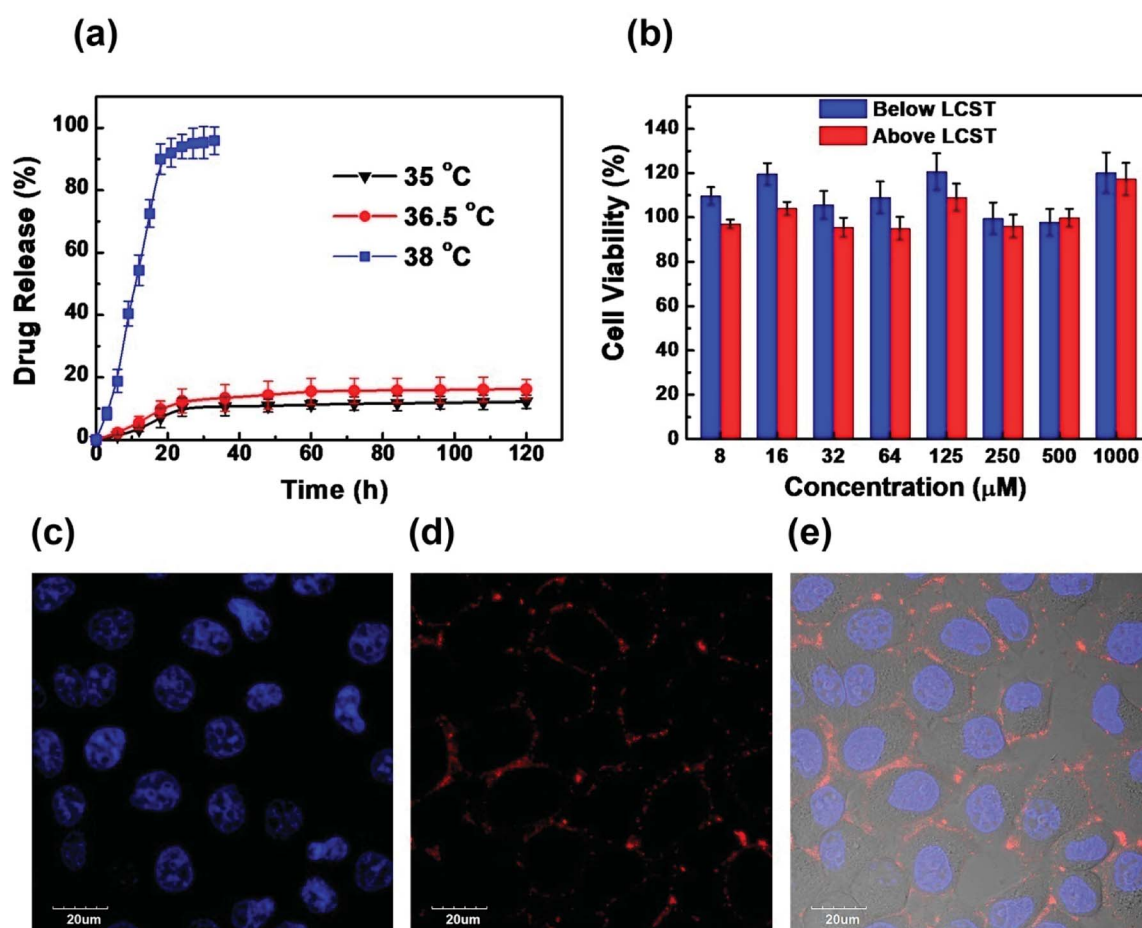 (a)
100
80
60
40
20
0
Drug Release (%)
35 °C
36.5 °C
38 °C
0 20 40 60 80 100 120
Time (h)
(b)
140
120
100
80
60
40
20
0
Cell Viability (%)
Below LCST
Above LCST
8 16 32 64 125 250 500 1000
Concentration (μM)
(c)
20um
(d)
20um
(e)
20um